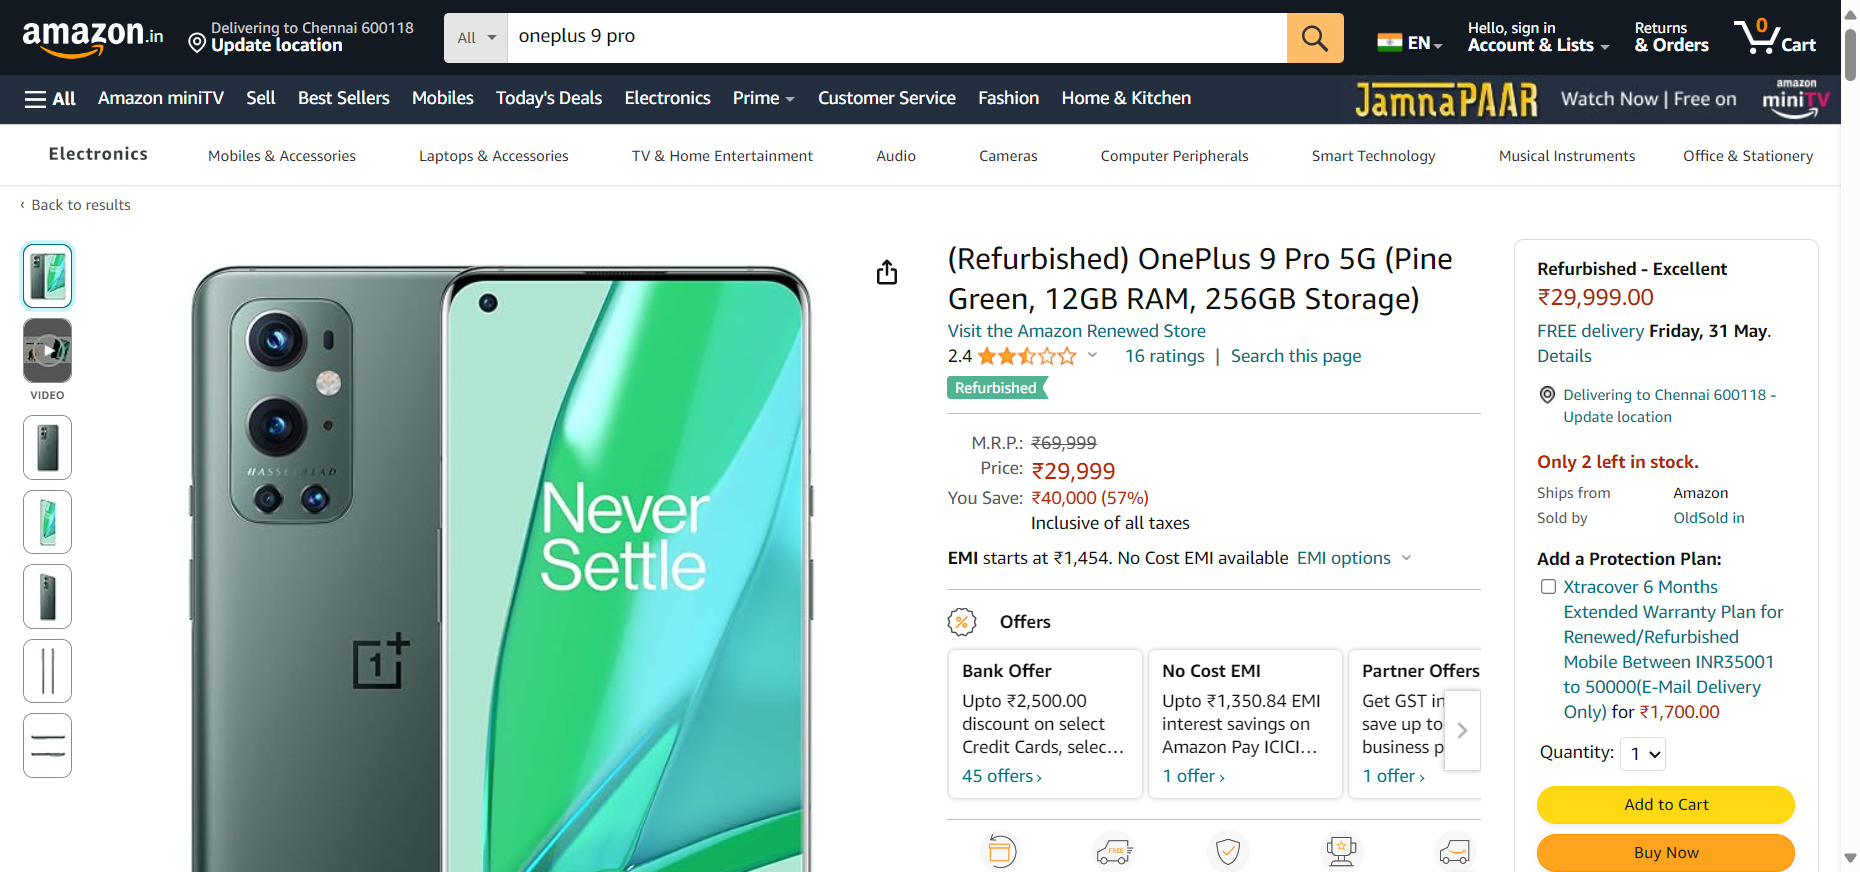 amazon.in
Delivering to Chennai 600118
Update location
All
oneplus 9 pro
EN
Hello, sign in
Account & Lists
Returns
& Orders
0
Cart
All
Amazon miniTV
Sell
Best Sellers
Mobiles
Today's Deals
Electronics
Prime
Customer Service
Fashion
Home & Kitchen
JamnaPAAR
Watch Now | Free on
amazon
miniTV
Electronics
Mobiles & Accessories
Laptops & Accessories
TV & Home Entertainment
Audio
Cameras
Computer Peripherals
Smart Technology
Musical Instruments
Office & Stationery
‹ Back to results
VIDEO
HASSELBLAD
1+
Never
Settle
(Refurbished) OnePlus 9 Pro 5G (Pine
Green, 12GB RAM, 256GB Storage)
Visit the Amazon Renewed Store
2.4
16 ratings | Search this page
Refurbished
M.R.P.: ₹69,999
Price: ₹29,999
You Save: ₹40,000 (57%)
Inclusive of all taxes
EMI starts at ₹1,454. No Cost EMI available EMI options
%
Offers
Bank Offer
Upto ₹2,500.00
discount on select
Credit Cards, selec…
45 offers ›
No Cost EMI
Upto ₹1,350.84 EMI
interest savings on
Amazon Pay ICICI…
1 offer ›
Partner Offers
Get GST in
save up to
business p
1 offer ›
FREE
Refurbished - Excellent
₹29,999.00
FREE delivery Friday, 31 May.
Details
Delivering to Chennai 600118 -
Update location
Only 2 left in stock.
Ships from Amazon
Sold by OldSold in
Add a Protection Plan:
Xtracover 6 Months
Extended Warranty Plan for
Renewed/Refurbished
Mobile Between INR35001
to 50000(E-Mail Delivery
Only) for ₹1,700.00
Quantity: 1
Add to Cart
Buy Now